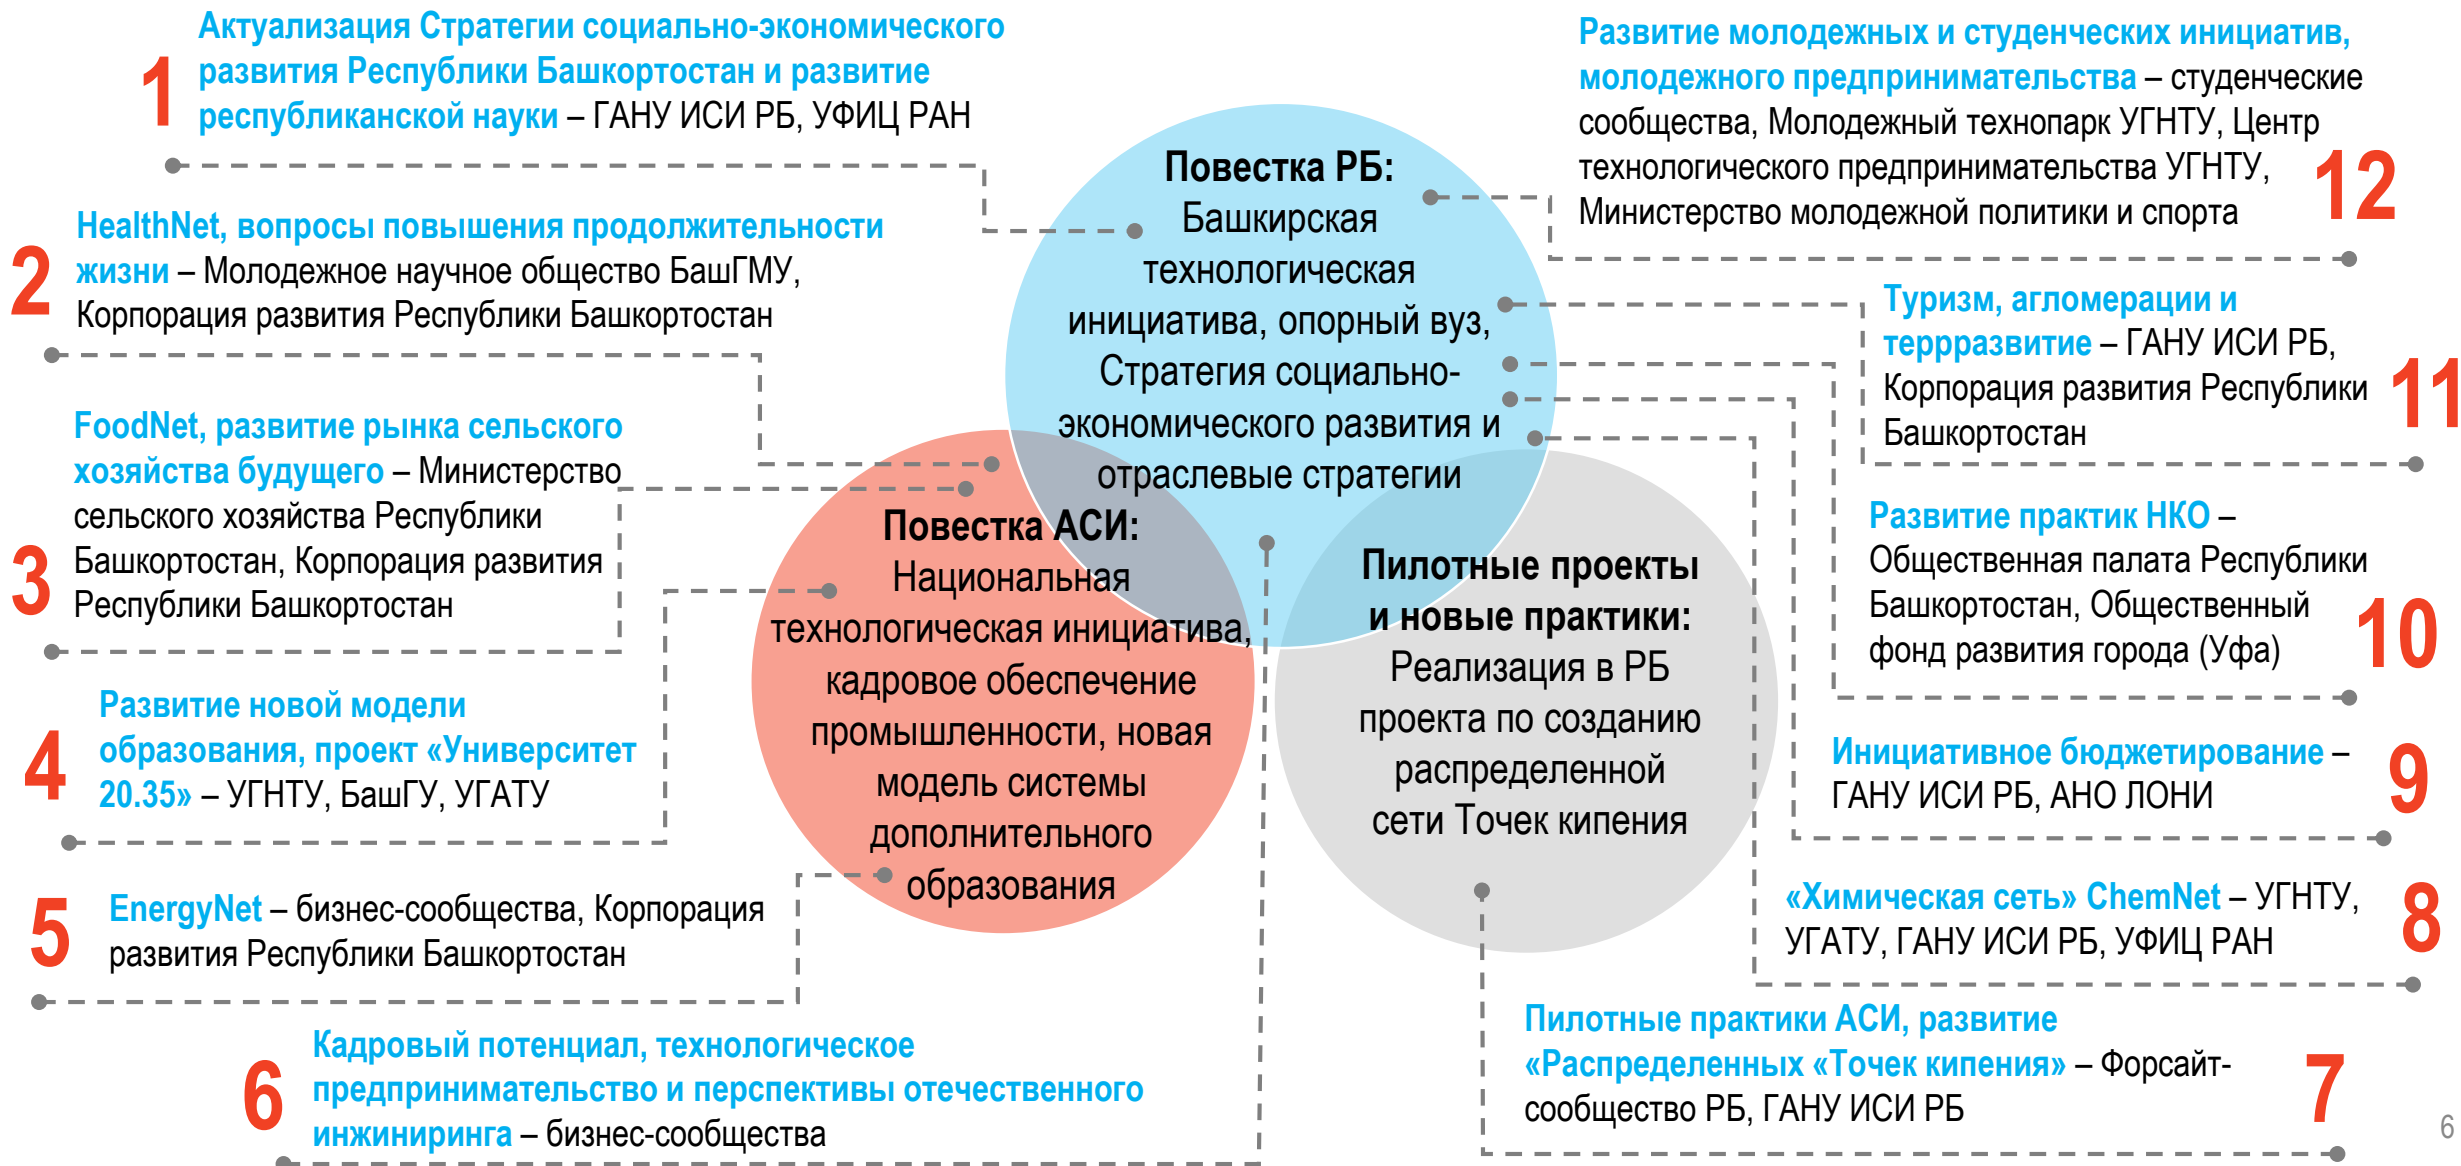 Актуализация Стратегии социально-экономического
развития Республики Башкортостан и развитие
республиканской науки – ГАНУ ИСИ РБ, УФИЦ РАН
1
HealthNet, вопросы повышения продолжительности
жизни – Молодежное научное общество БашГМУ,
Корпорация развития Республики Башкортостан
2
FoodNet, развитие рынка сельского
хозяйства будущего – Министерство
сельского хозяйства Республики
Башкортостан, Корпорация развития
Республики Башкортостан
3
Развитие новой модели
образования, проект «Университет
20.35» – УГНТУ, БашГУ, УГАТУ
4
EnergyNet – бизнес-сообщества, Корпорация
развития Республики Башкортостан
5
Кадровый потенциал, технологическое
предпринимательство и перспективы отечественного
инжиниринга – бизнес-сообщества
6
Повестка РБ:
Башкирская
технологическая
инициатива, опорный вуз,
Стратегия социально-
экономического развития и
отраслевые стратегии
Повестка АСИ:
Национальная
технологическая инициатива,
кадровое обеспечение
промышленности, новая
модель системы
дополнительного
образования
Пилотные проекты
и новые практики:
Реализация в РБ
проекта по созданию
распределенной
сети Точек кипения
Развитие молодежных и студенческих инициатив,
молодежного предпринимательства – студенческие
сообщества, Молодежный технопарк УГНТУ, Центр
технологического предпринимательства УГНТУ,
Министерство молодежной политики и спорта
12
Туризм, агломерации и
террразвитие – ГАНУ ИСИ РБ,
Корпорация развития Республики
Башкортостан
11
Развитие практик НКО –
Общественная палата Республики
Башкортостан, Общественный
фонд развития города (Уфа)
10
Инициативное бюджетирование –
ГАНУ ИСИ РБ, АНО ЛОНИ
9
«Химическая сеть» ChemNet – УГНТУ,
УГАТУ, ГАНУ ИСИ РБ, УФИЦ РАН
8
Пилотные практики АСИ, развитие
«Распределенных «Точек кипения» – Форсайт-
сообщество РБ, ГАНУ ИСИ РБ
7
6